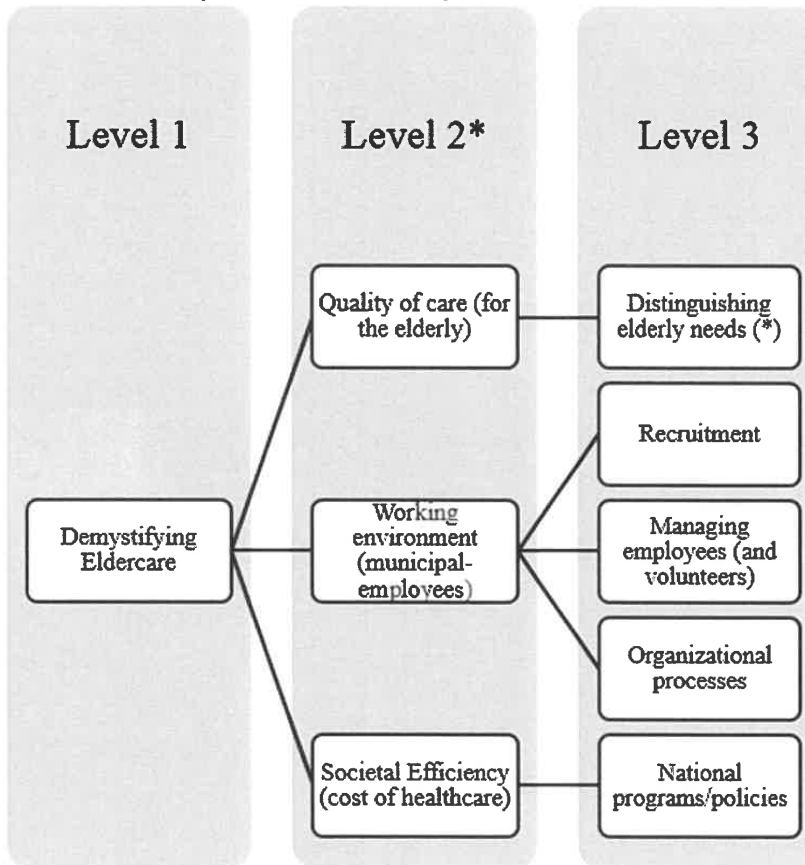 Level 1
Level 2*
Level 3
Quality of care (for
the elderly)
Distinguishing
elderly needs (*)
Recruitment
Demystifying
Eldercare
Working
environment
(municipal-
employees)
Managing
employees (and
volunteers)
Organizational
processes
Societal Efficiency
(cost of healthcare)
National
programs/policies